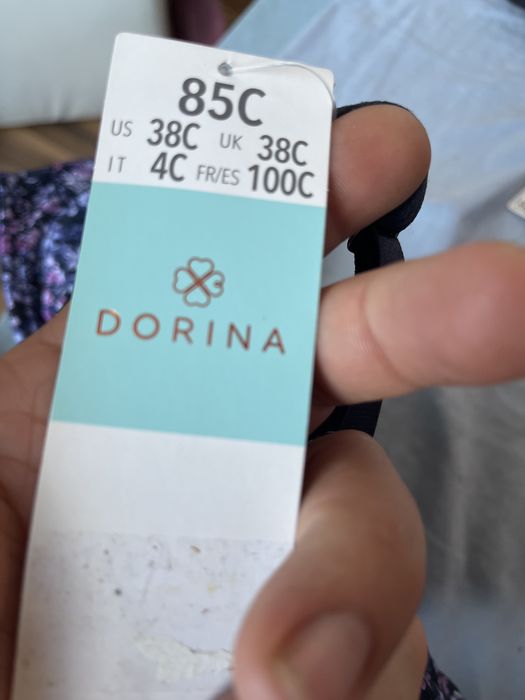 85C
US 38C UK 38C
IT 4C FR/ES 100C
DORINA